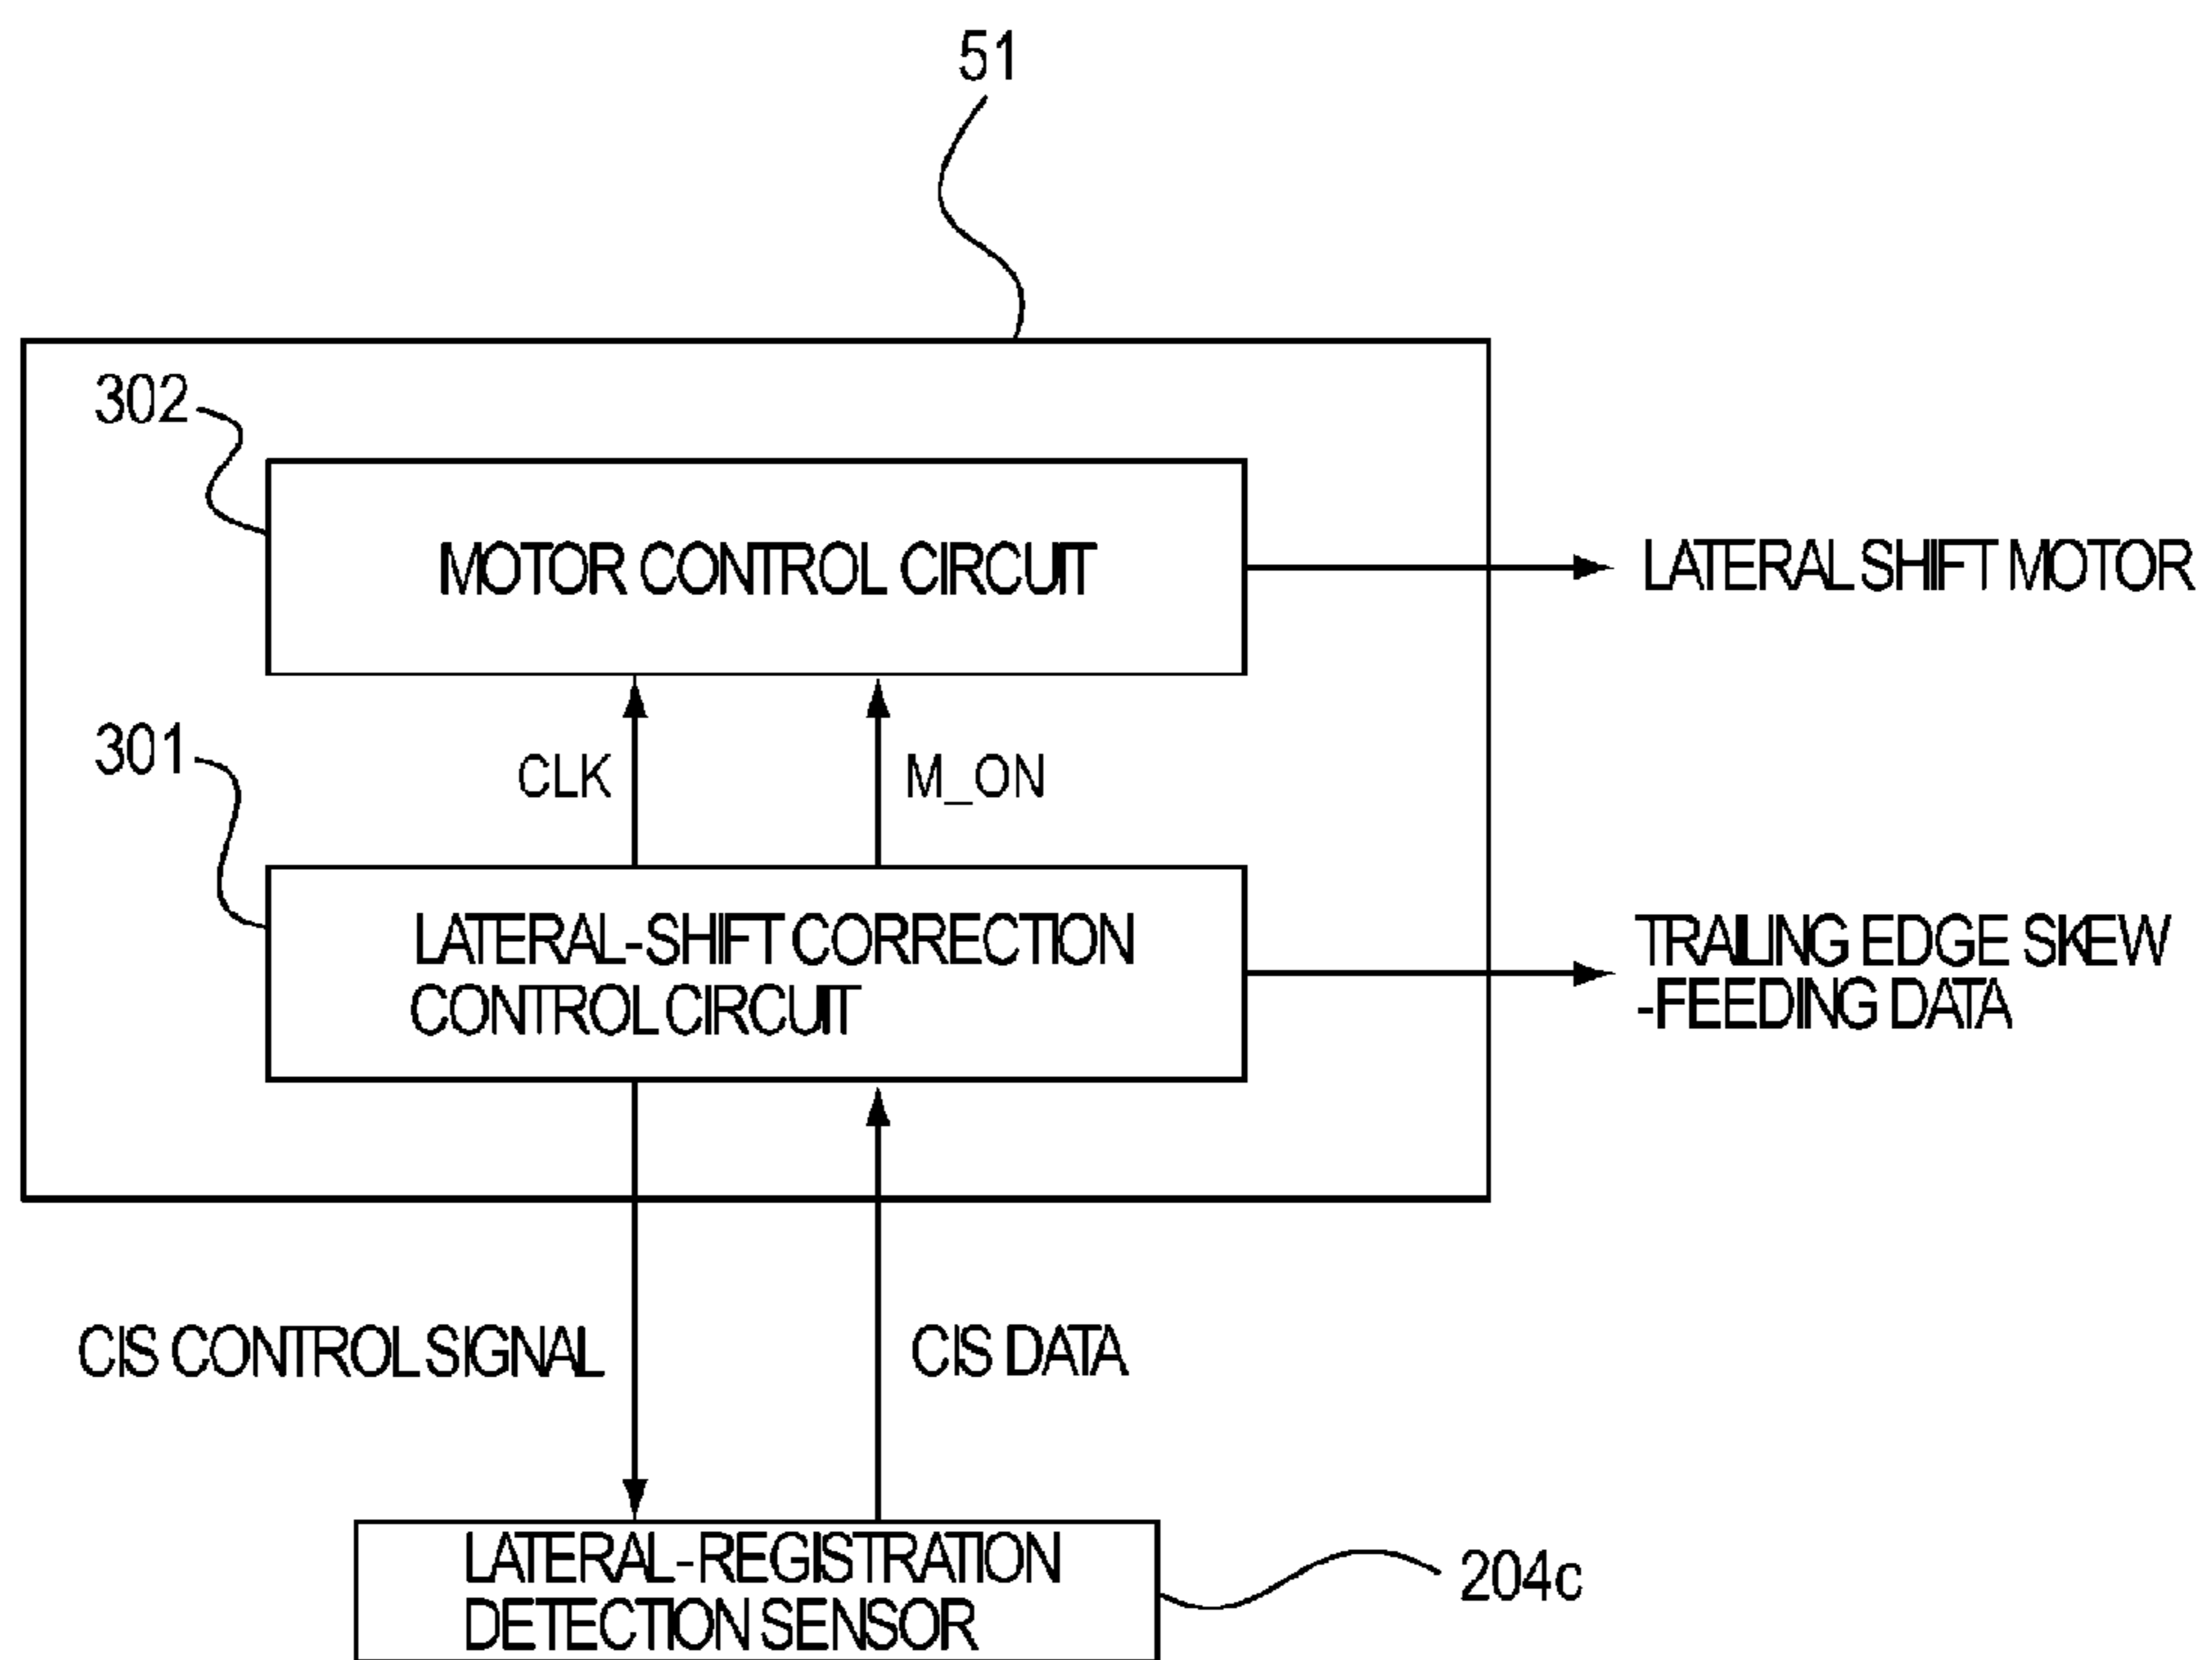 51
302
MOTOR CONTROL CIRCUIT
LATERAL SHIFT MOTOR
301
CLK
M_ON
LATERAL-SHIFT CORRECTION
CONTROL CIRCUIT
TRAILING EDGE SKEW
-FEEDING DATA
CIS CONTROL SIGNAL
CIS DATA
LATERAL-REGISTRATION
DETECTION SENSOR
204c